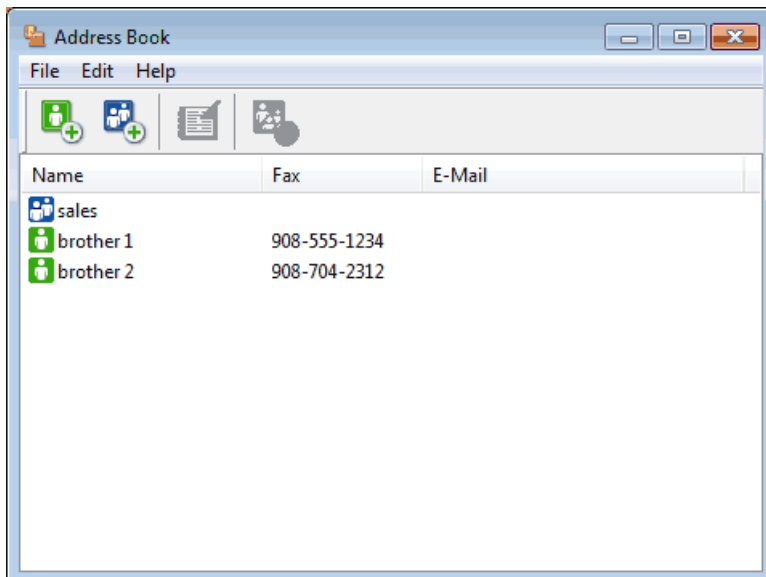 Address Book
File Edit Help
Name Fax E-Mail
sales
brother 1 908-555-1234
brother 2 908-704-2312